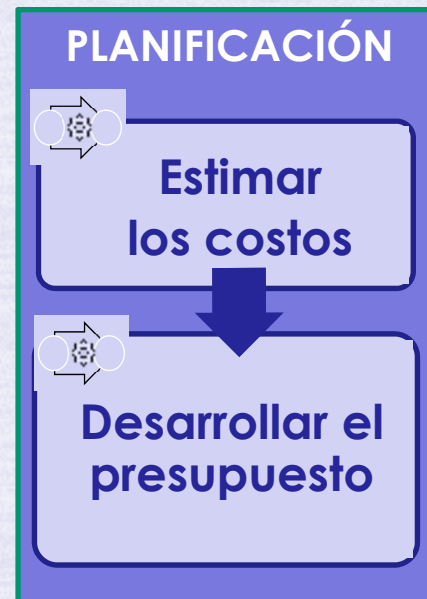 PLANIFICACIÓN
Estimar
los costos
Desarrollar el
presupuesto